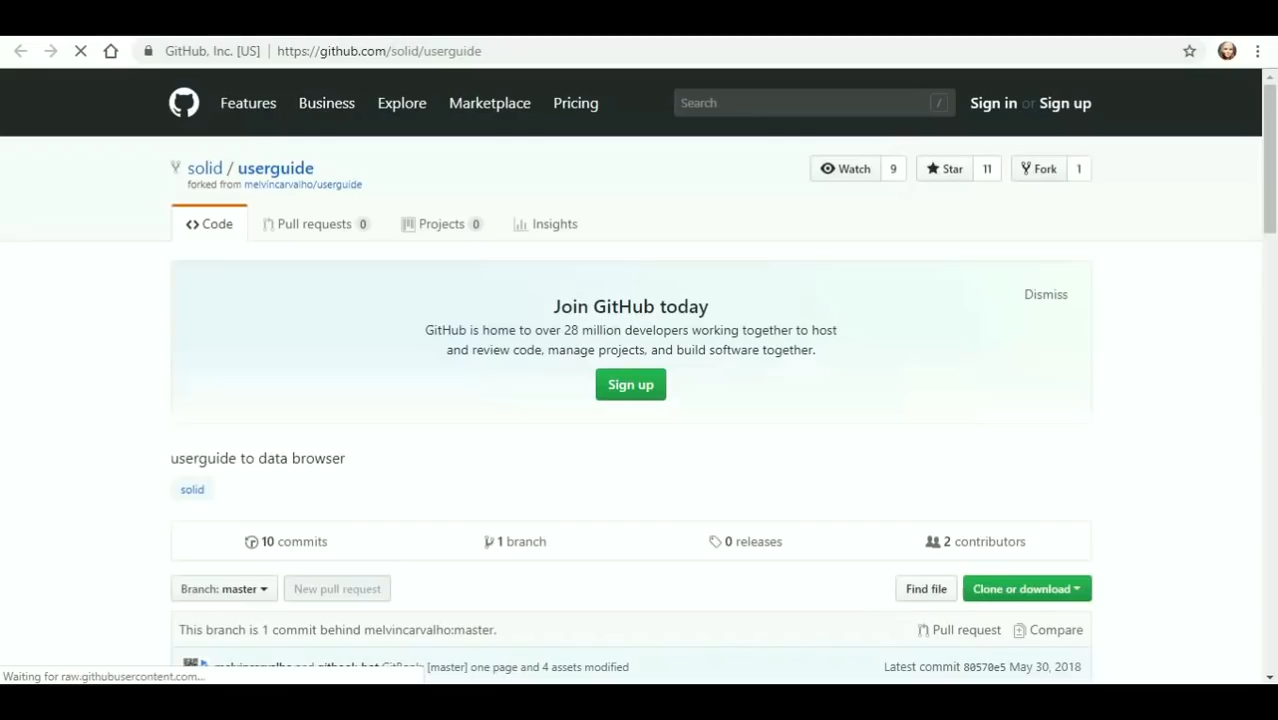 GitHub, Inc. [US] | https://github.com/solid/userguide
Features Business Explore Marketplace Pricing Search / Sign in or Sign up
solid / userguide
forked from melvincarvalho/userguide
Watch 9 Star 11 Fork 1
Code Pull requests 0 Projects 0 Insights
Join GitHub today
Dismiss
GitHub is home to over 28 million developers working together to host
and review code, manage projects, and build software together.
Sign up
userguide to data browser
solid
10 commits 1 branch 0 releases 2 contributors
Branch: master New pull request Find file Clone or download
This branch is 1 commit behind melvincarvalho:master. Pull request Compare
melvincarvalho and gitbook-bot GitBook: [master] one page and 4 assets modified Latest commit 80570e5 May 30, 2018
Waiting for raw.githubusercontent.com...